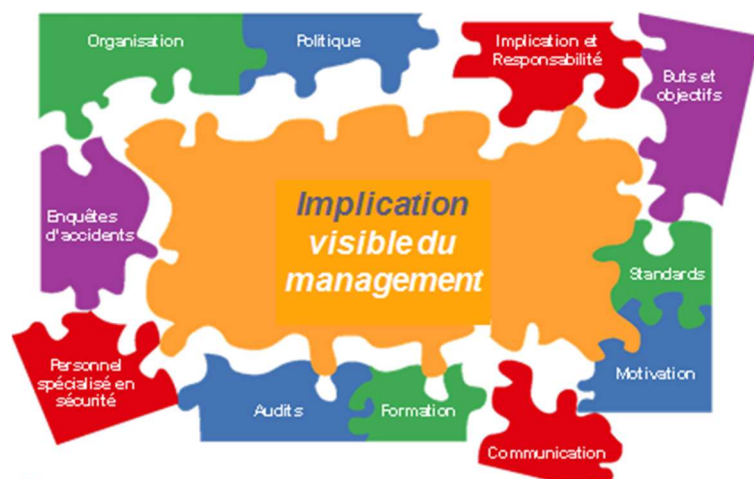 Organisation
Politique
Implication et
Responsabilité
Buts et
objectifs
Enquêtes
d'accidents
Implication
visible du
management
Standards
Personnel
spécialisé en
sécurité
Audits
Formation
Motivation
Communication